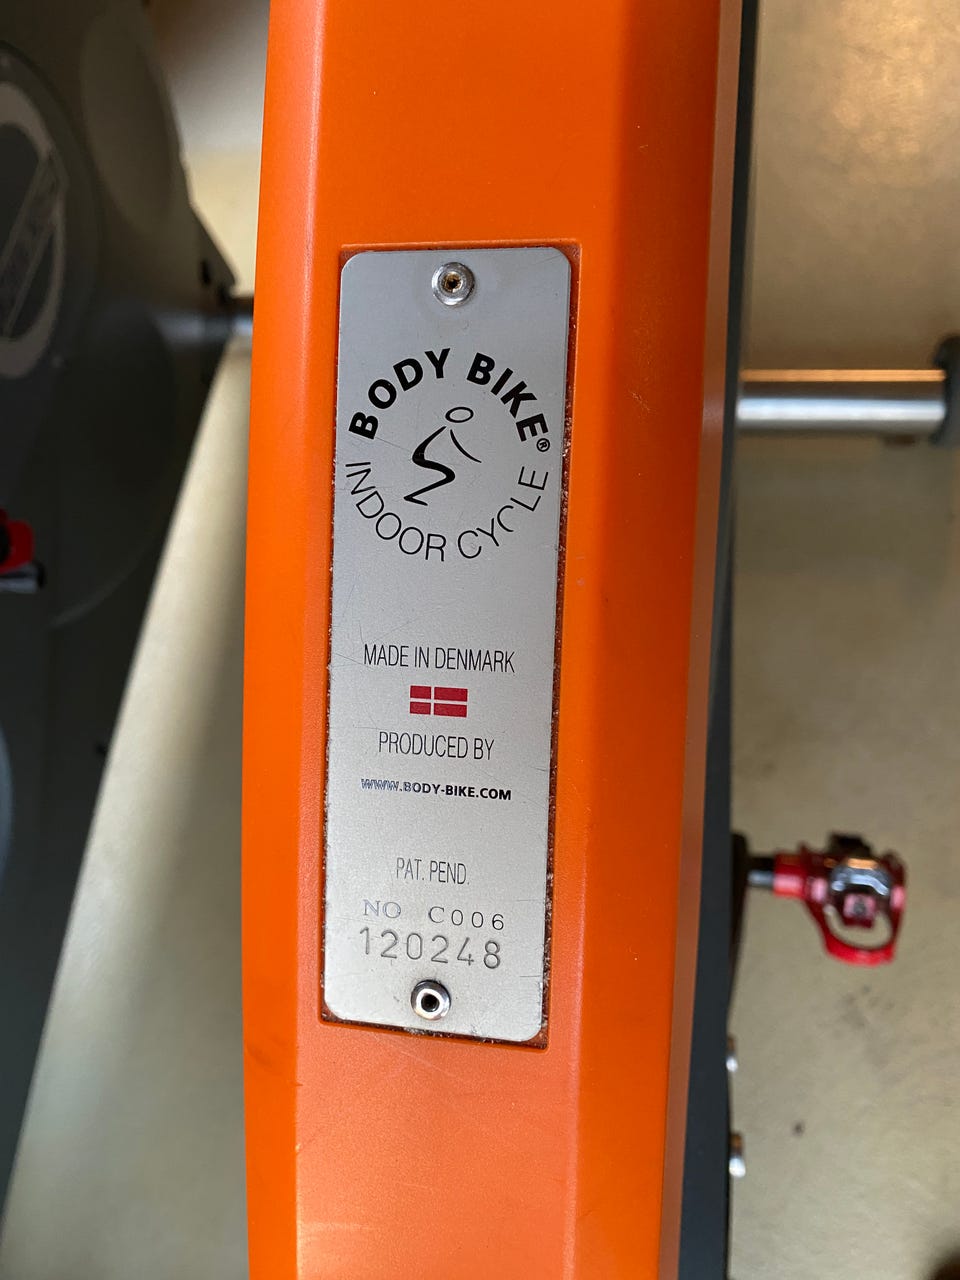 BODY BIKE®
INDOOR CYCLE
MADE IN DENMARK
PRODUCED BY
WWW.BODY-BIKE.COM
PAT. PEND.
NO C006
120248